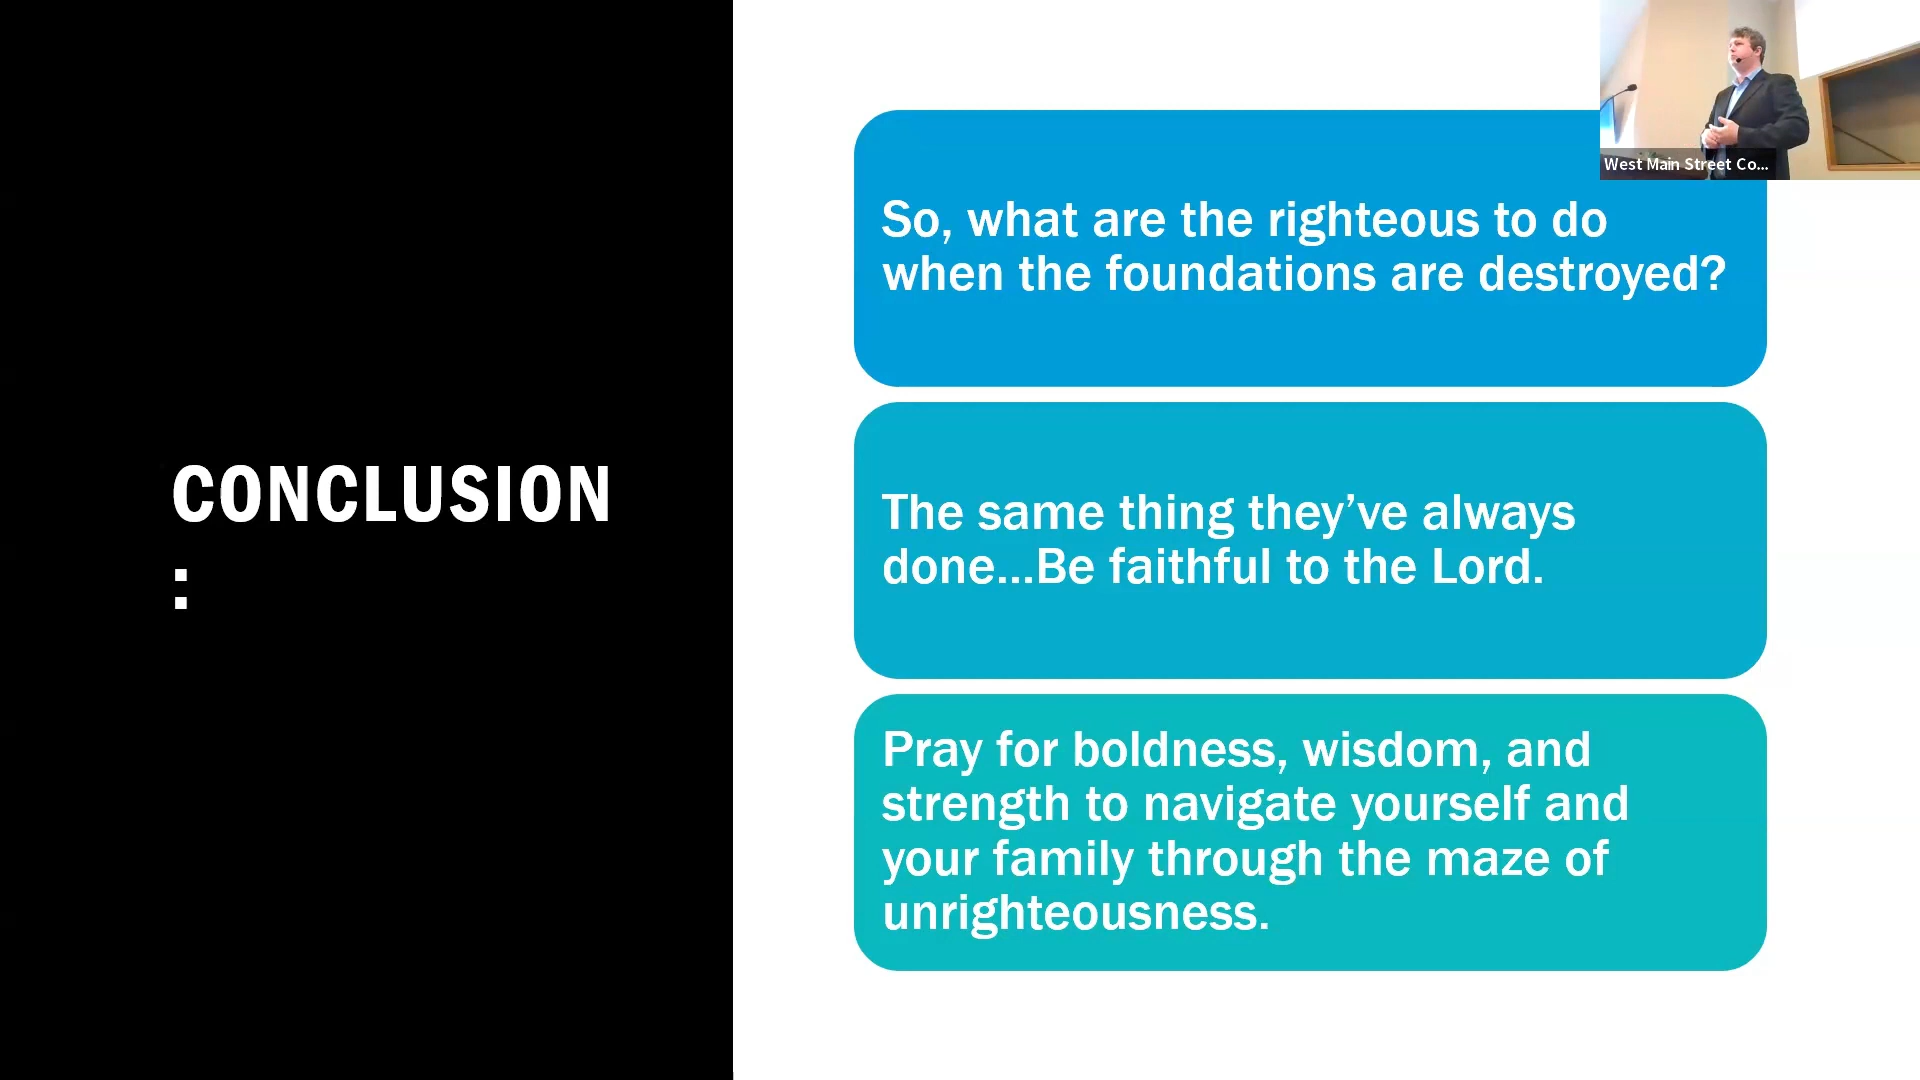 CONCLUSION
:
So, what are the righteous to do
when the foundations are destroyed?
The same thing they’ve always
done...Be faithful to the Lord.
Pray for boldness, wisdom, and
strength to navigate yourself and
your family through the maze of
unrighteousness.
West Main Street Co...